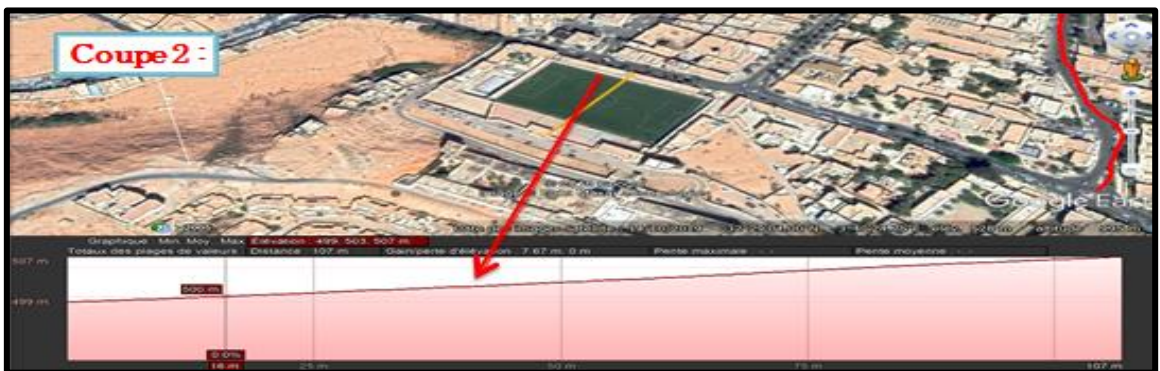 Coupe 2 :
Google Eart
Graphique : Min, Moy, Max Élévation : 499, 503, 507 m
Totaux des plages de valeurs : Distance : 107 m Gain/perte d'élévation : 7.67 m, 0 m Pente maximale : - - Pente moyenne : - -
507 m
500 m
499 m
0.0%
16 m 25 m 50 m 75 m 107 m